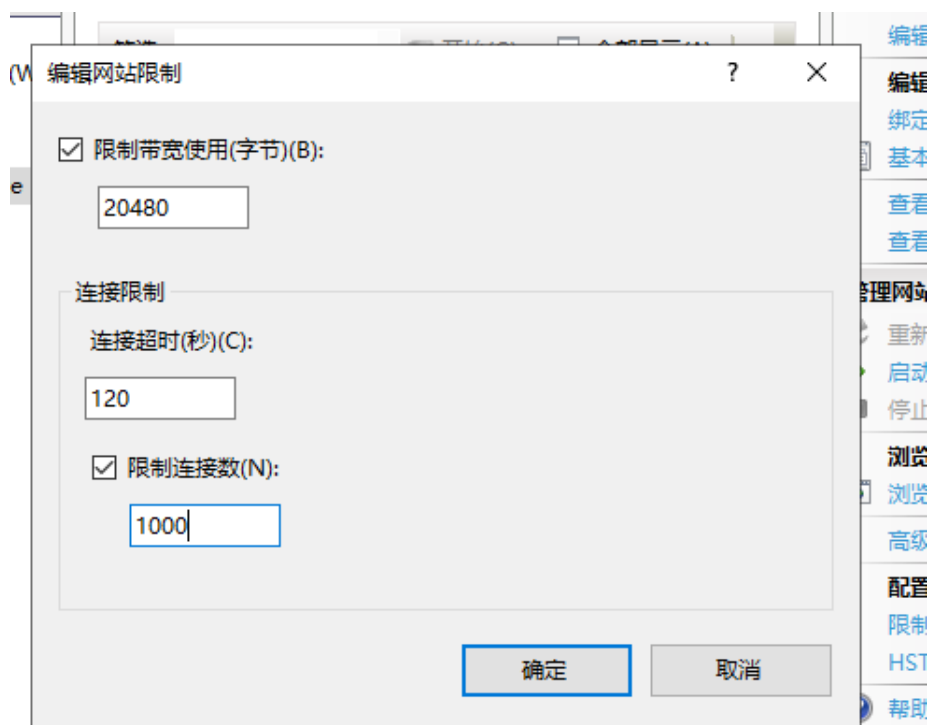 编辑
(W
编辑网站限制
?
编辑
限制带宽使用(字节)(B):
绑定
基本
e
20480
查看
查看
连接限制
管理网站
连接超时(秒)(C):
重新
启动
120
停止
限制连接数(N):
浏览
浏览
1000
高级
配置
限制
HST
确定
取消
帮助